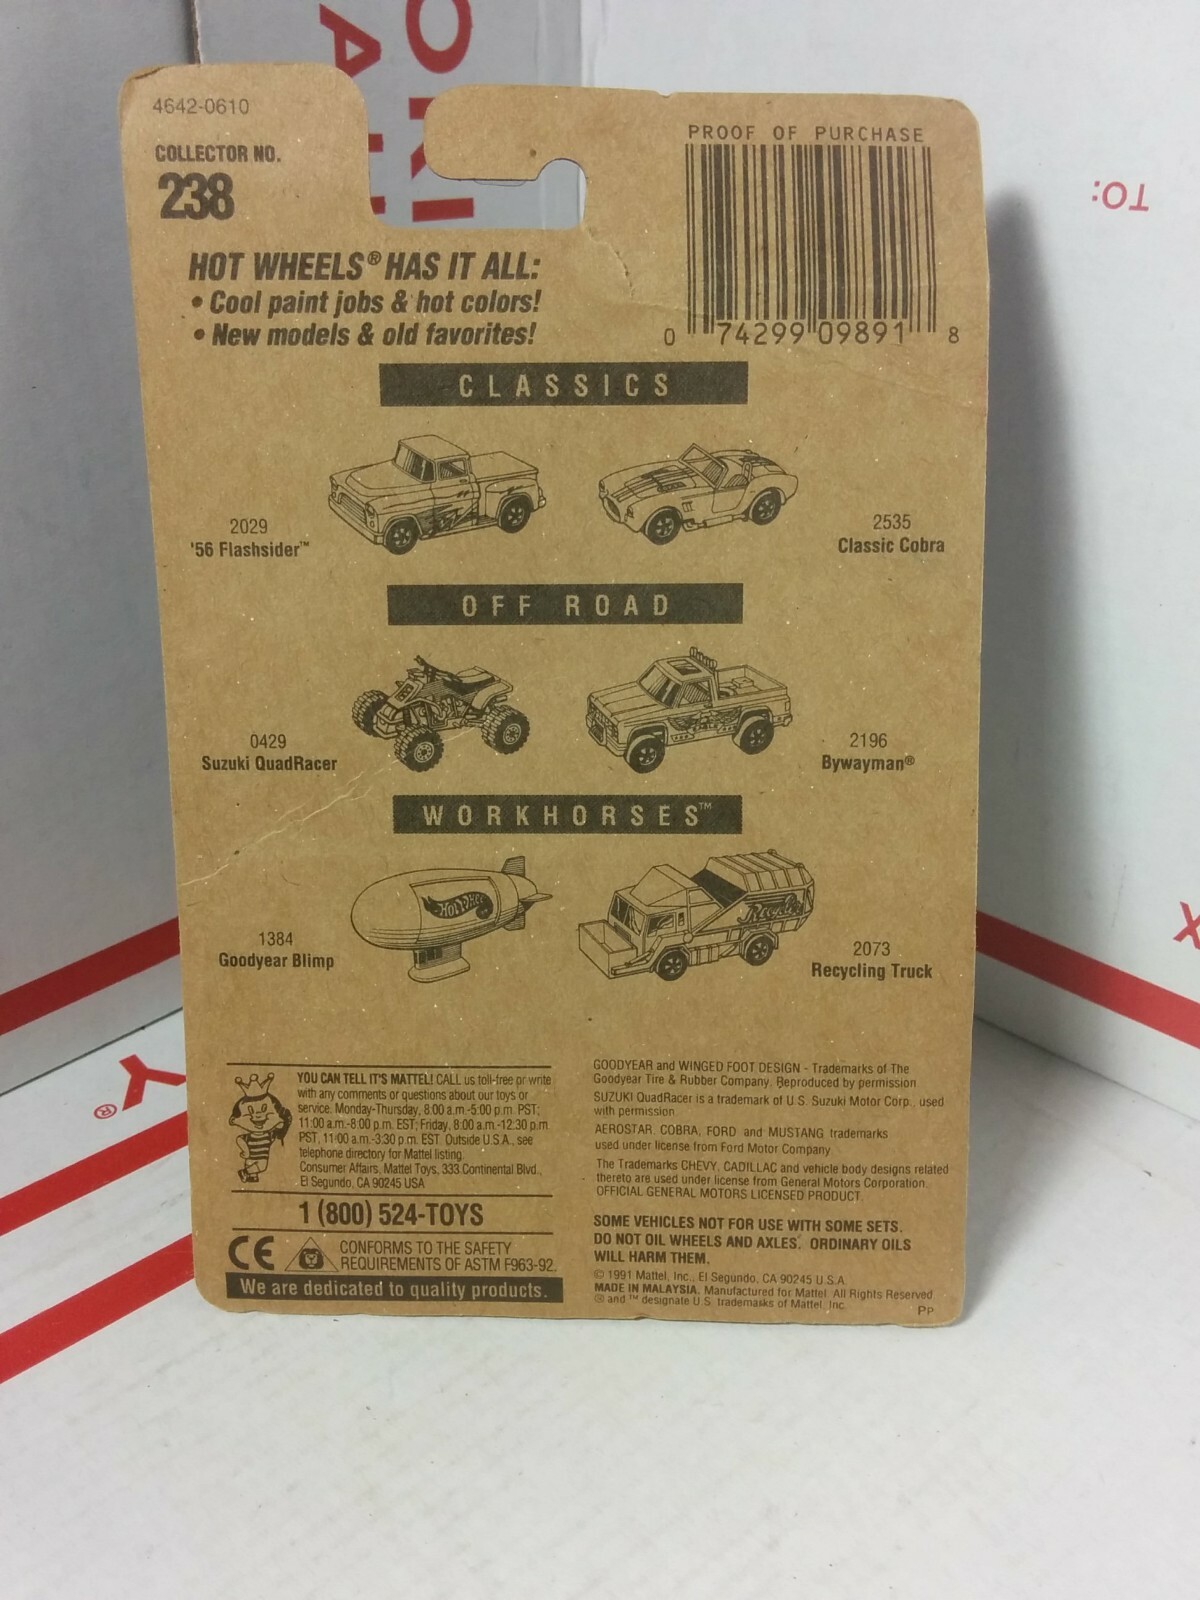 4642-0610
COLLECTOR NO.
238
PROOF OF PURCHASE
0 74299 09891 8
HOT WHEELS® HAS IT ALL:
• Cool paint jobs & hot colors!
• New models & old favorites!
CLASSICS
2029
'56 Flashsider™
2535
Classic Cobra
OFF ROAD
0429
Suzuki QuadRacer
2196
Bywayman®
WORKHORSES™
Hot Wheels
1384
Goodyear Blimp
Recycler
2073
Recycling Truck
YOU CAN TELL IT'S MATTEL! CALL us toll-free or write
with any comments or questions about our toys or
service. Monday-Thursday, 8:00 a.m.-5:00 p.m. PST;
11:00 a.m.-8:00 p.m. EST; Friday, 8:00 a.m.-12:30 p.m.
PST, 11:00 a.m.-3:30 p.m. EST. Outside U.S.A., see
telephone directory for Mattel listing.
Consumer Affairs, Mattel Toys, 333 Continental Blvd.,
El Segundo, CA 90245 USA
1 (800) 524-TOYS
CE
CONFORMS TO THE SAFETY
REQUIREMENTS OF ASTM F963-92.
We are dedicated to quality products.
GOODYEAR and WINGED FOOT DESIGN - Trademarks of The
Goodyear Tire & Rubber Company. Reproduced by permission
SUZUKI QuadRacer is a trademark of U.S. Suzuki Motor Corp., used
with permission.
AEROSTAR, COBRA, FORD and MUSTANG trademarks
used under license from Ford Motor Company
The Trademarks CHEVY, CADILLAC and vehicle body designs related
thereto are used under license from General Motors Corporation.
OFFICIAL GENERAL MOTORS LICENSED PRODUCT.
SOME VEHICLES NOT FOR USE WITH SOME SETS.
DO NOT OIL WHEELS AND AXLES. ORDINARY OILS
WILL HARM THEM.
© 1991 Mattel, Inc., El Segundo, CA 90245 U.S.A.
MADE IN MALAYSIA. Manufactured for Mattel. All Rights Reserved.
® and ™ designate U.S. trademarks of Mattel, Inc.
PP
TO:
X
Y®